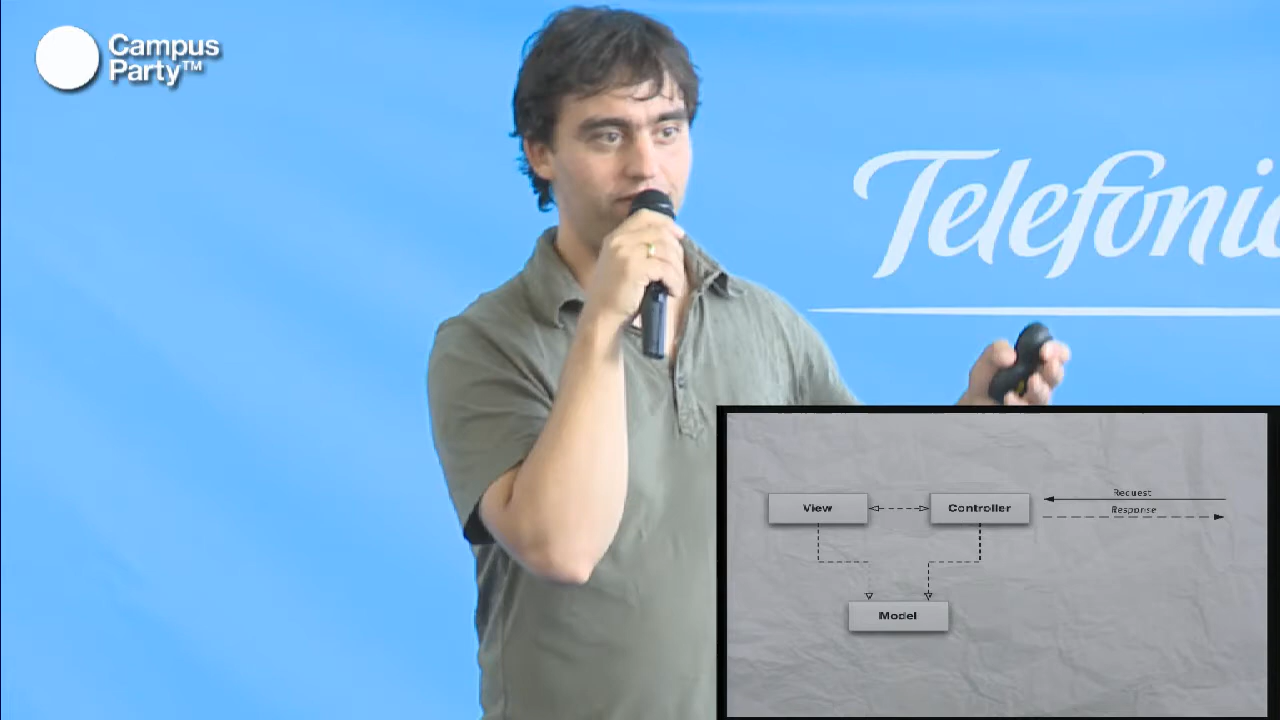 Campus
Party™
Telefonic
Request
View
Controller
Response
Model